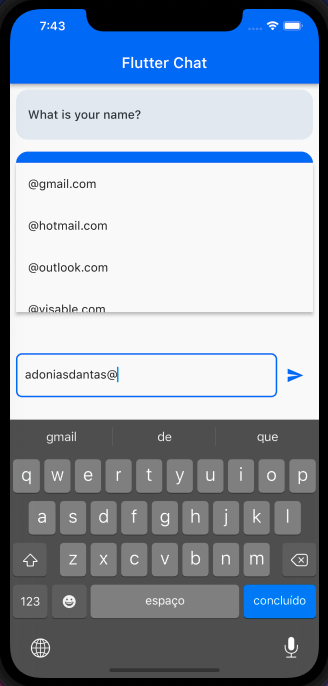 7:43
Flutter Chat
What is your name?
@gmail.com
@hotmail.com
@outlook.com
@visable.com
adoniasdantas@
gmail de que
q w e r t y u i o p
a s d f g h j k l
z x c v b n m
123 espaço concluído